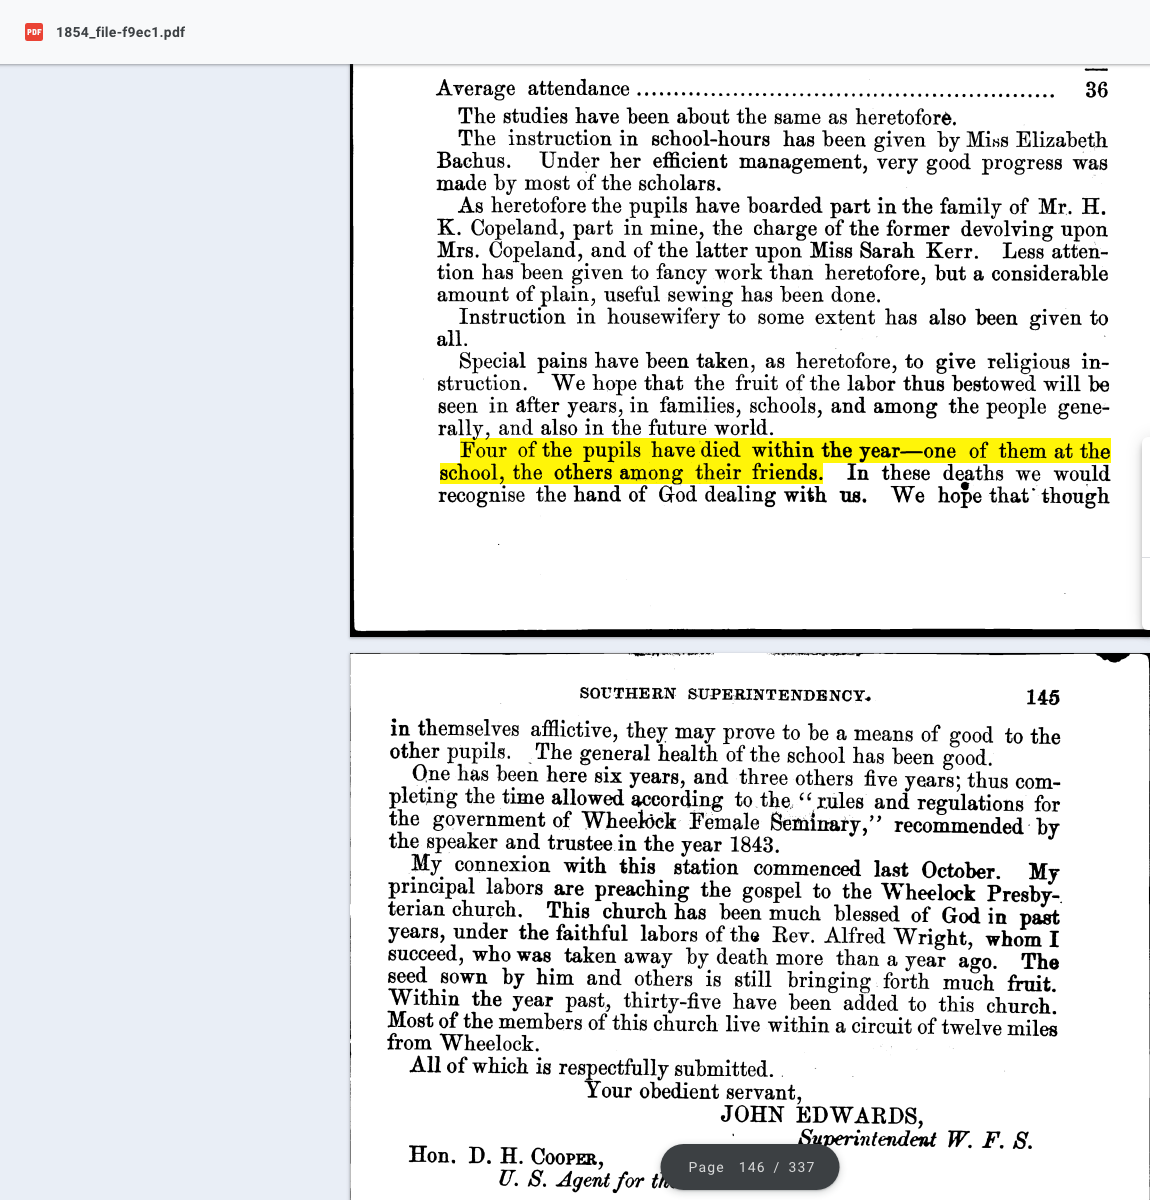 PDF 1854_file-f9ec1.pdf
Average attendance ........................................................ 36
The studies have been about the same as heretofore.
The instruction in school-hours has been given by Miss Elizabeth
Bachus. Under her efficient management, very good progress was
made by most of the scholars.
As heretofore the pupils have boarded part in the family of Mr. H.
K. Copeland, part in mine, the charge of the former devolving upon
Mrs. Copeland, and of the latter upon Miss Sarah Kerr. Less atten-
tion has been given to fancy work than heretofore, but a considerable
amount of plain, useful sewing has been done.
Instruction in housewifery to some extent has also been given to
all.
Special pains have been taken, as heretofore, to give religious in-
struction. We hope that the fruit of the labor thus bestowed will be
seen in after years, in families, schools, and among the people gene-
rally, and also in the future world.
Four of the pupils have died within the year—one of them at the
school, the others among their friends. In these deaths we would
recognise the hand of God dealing with us. We hope that though
SOUTHERN SUPERINTENDENCY. 145
in themselves afflictive, they may prove to be a means of good to the
other pupils. The general health of the school has been good.
One has been here six years, and three others five years; thus com-
pleting the time allowed according to the “rules and regulations for
the government of Wheelock Female Seminary,” recommended by
the speaker and trustee in the year 1843.
My connexion with this station commenced last October. My
principal labors are preaching the gospel to the Wheelock Presby-
terian church. This church has been much blessed of God in past
years, under the faithful labors of the Rev. Alfred Wright, whom I
succeed, who was taken away by death more than a year ago. The
seed sown by him and others is still bringing forth much fruit.
Within the year past, thirty-five have been added to this church.
Most of the members of this church live within a circuit of twelve miles
from Wheelock.
All of which is respectfully submitted.
Your obedient servant,
JOHN EDWARDS,
Superintendent W. F. S.
Hon. D. H. COOPER,
U. S. Agent for
Page 146 / 337